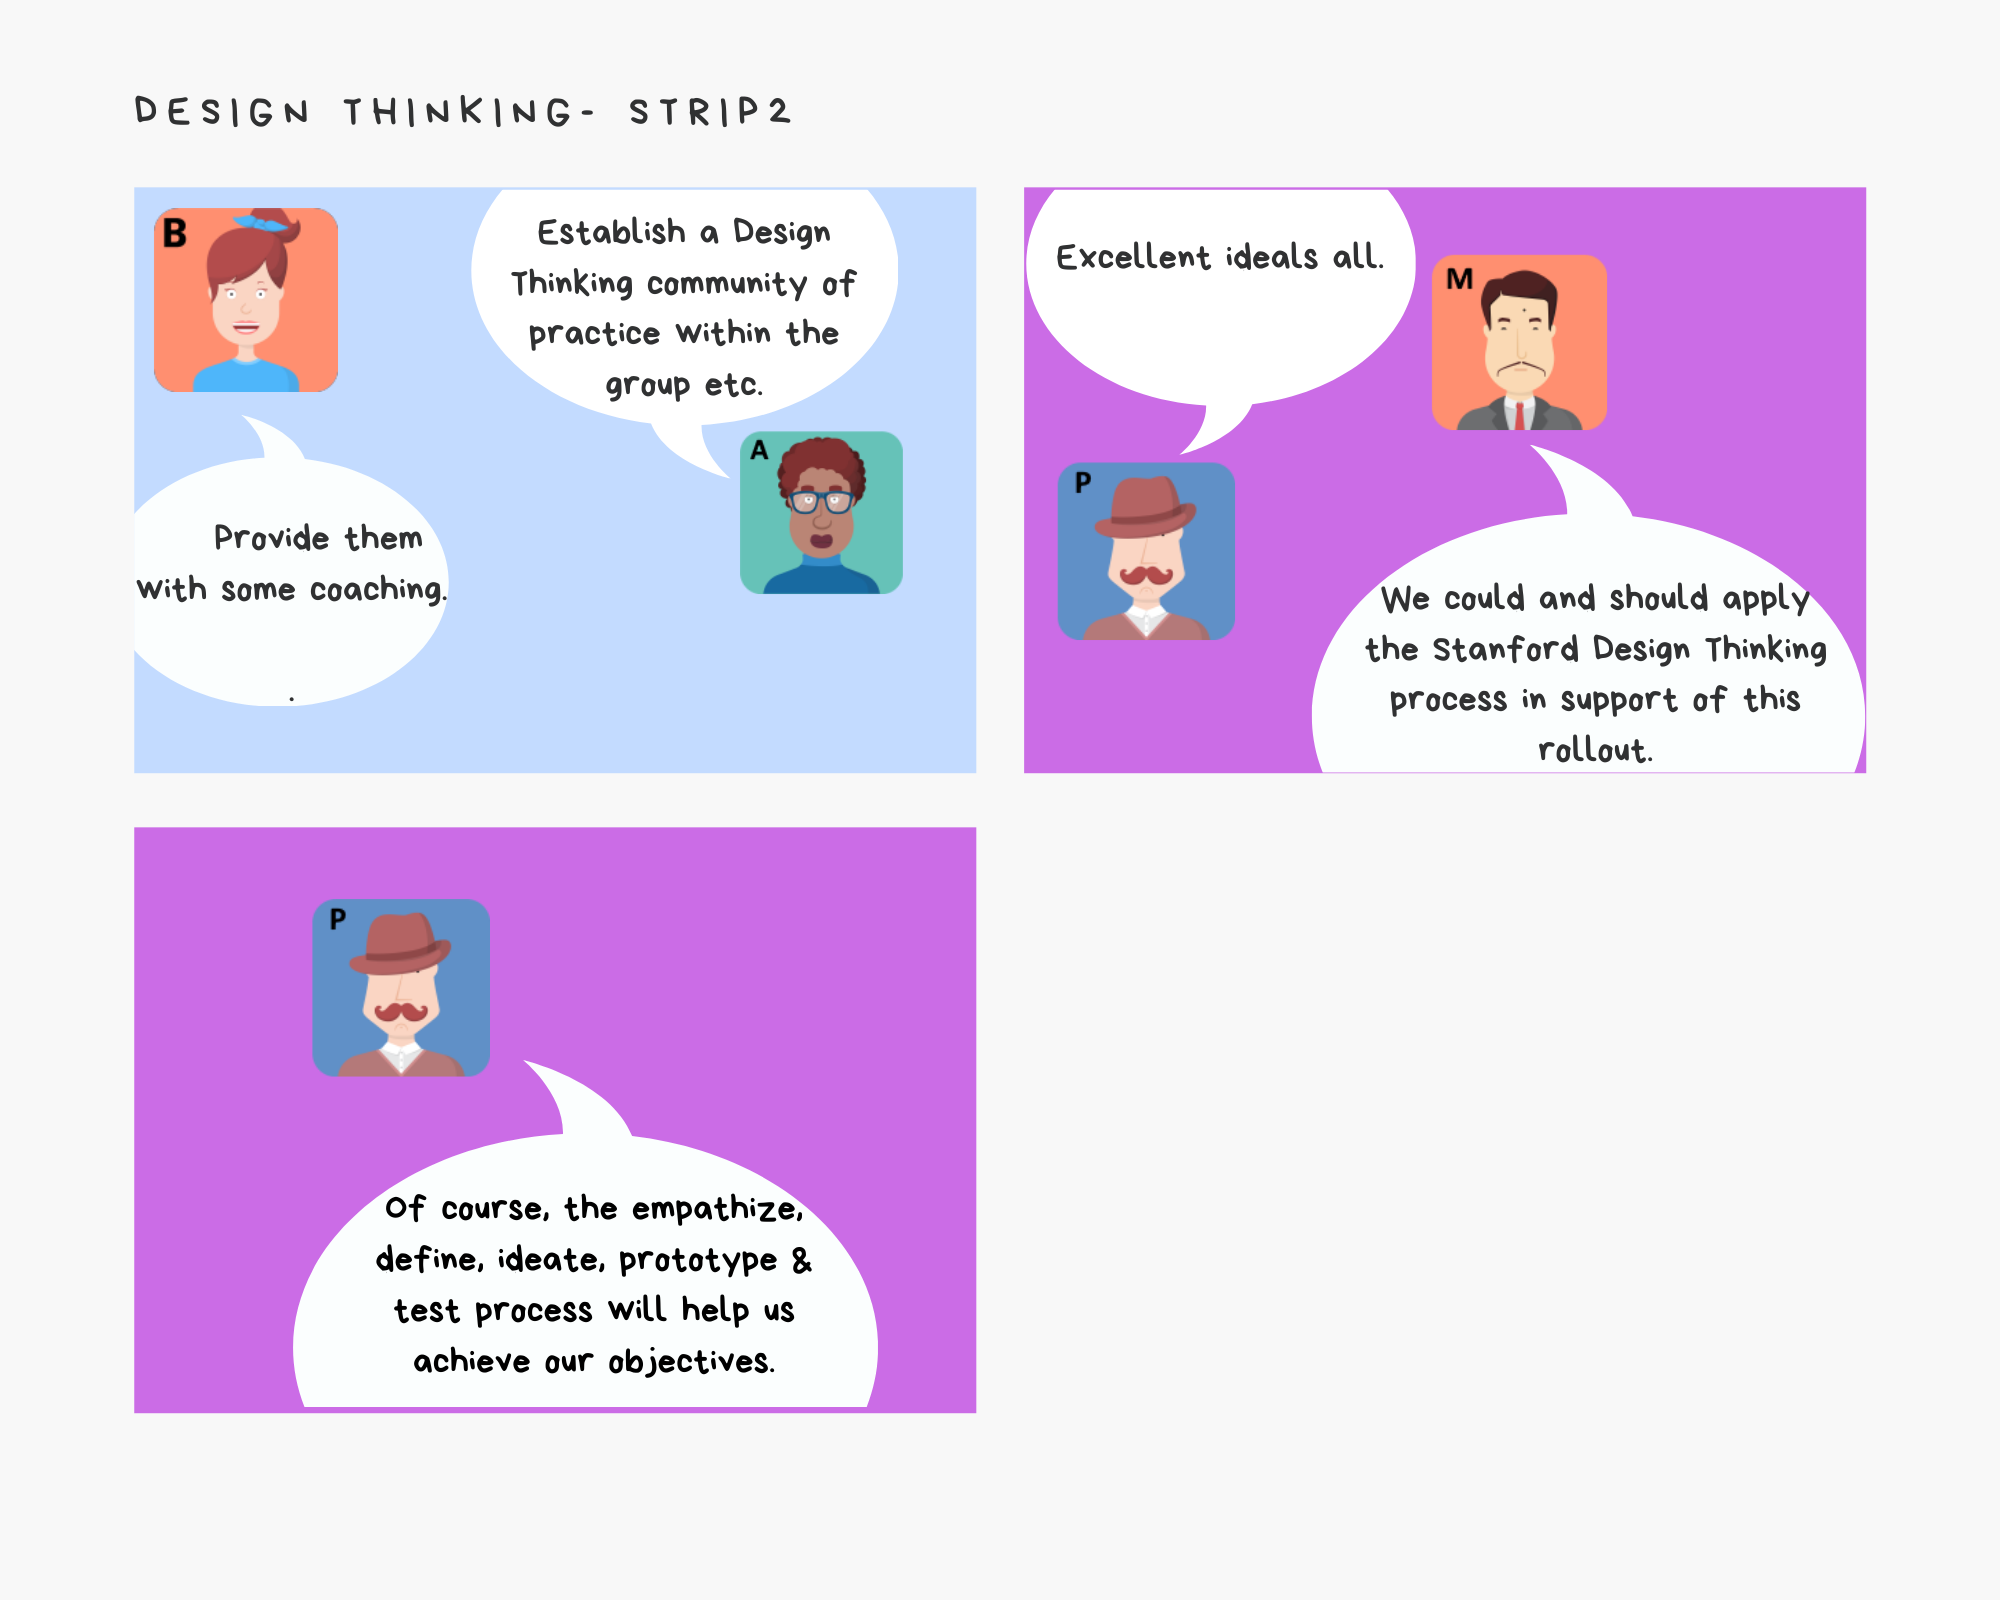 DESIGN THINKING- STRIP2
B
Establish a Design
Thinking community of
practice within the
group etc.
A
Provide them
with some coaching.
.
Excellent ideals all.
M
P
We could and should apply
the Stanford Design Thinking
process in support of this
rollout.
P
Of course, the empathize,
define, ideate, prototype &
test process will help us
achieve our objectives.